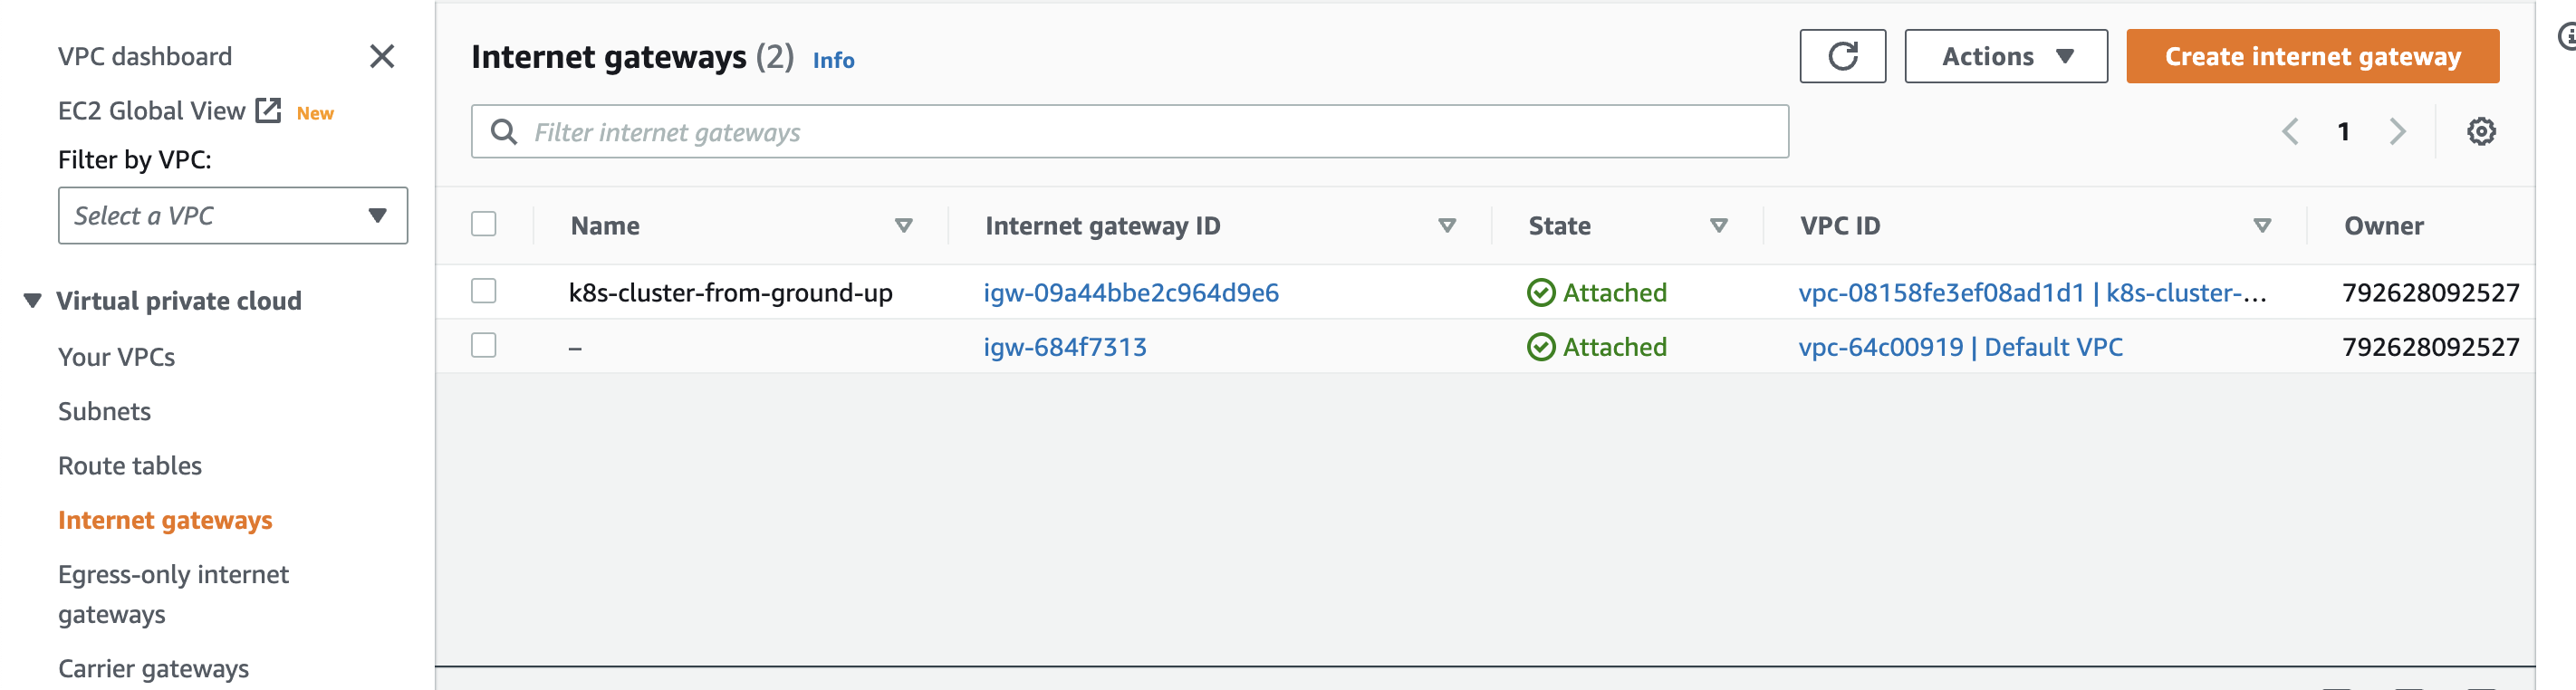 VPC dashboard
EC2 Global View New
Filter by VPC:
Select a VPC
Virtual private cloud
Your VPCs
Subnets
Route tables
Internet gateways
Egress-only internet
gateways
Carrier gateways
Internet gateways (2) Info
Actions
Create internet gateway
Filter internet gateways
1
Name Internet gateway ID State VPC ID Owner
k8s-cluster-from-ground-up igw-09a44bbe2c964d9e6 Attached vpc-08158fe3ef08ad1d1 | k8s-cluster-... 792628092527
– igw-684f7313 Attached vpc-64c00919 | Default VPC 792628092527